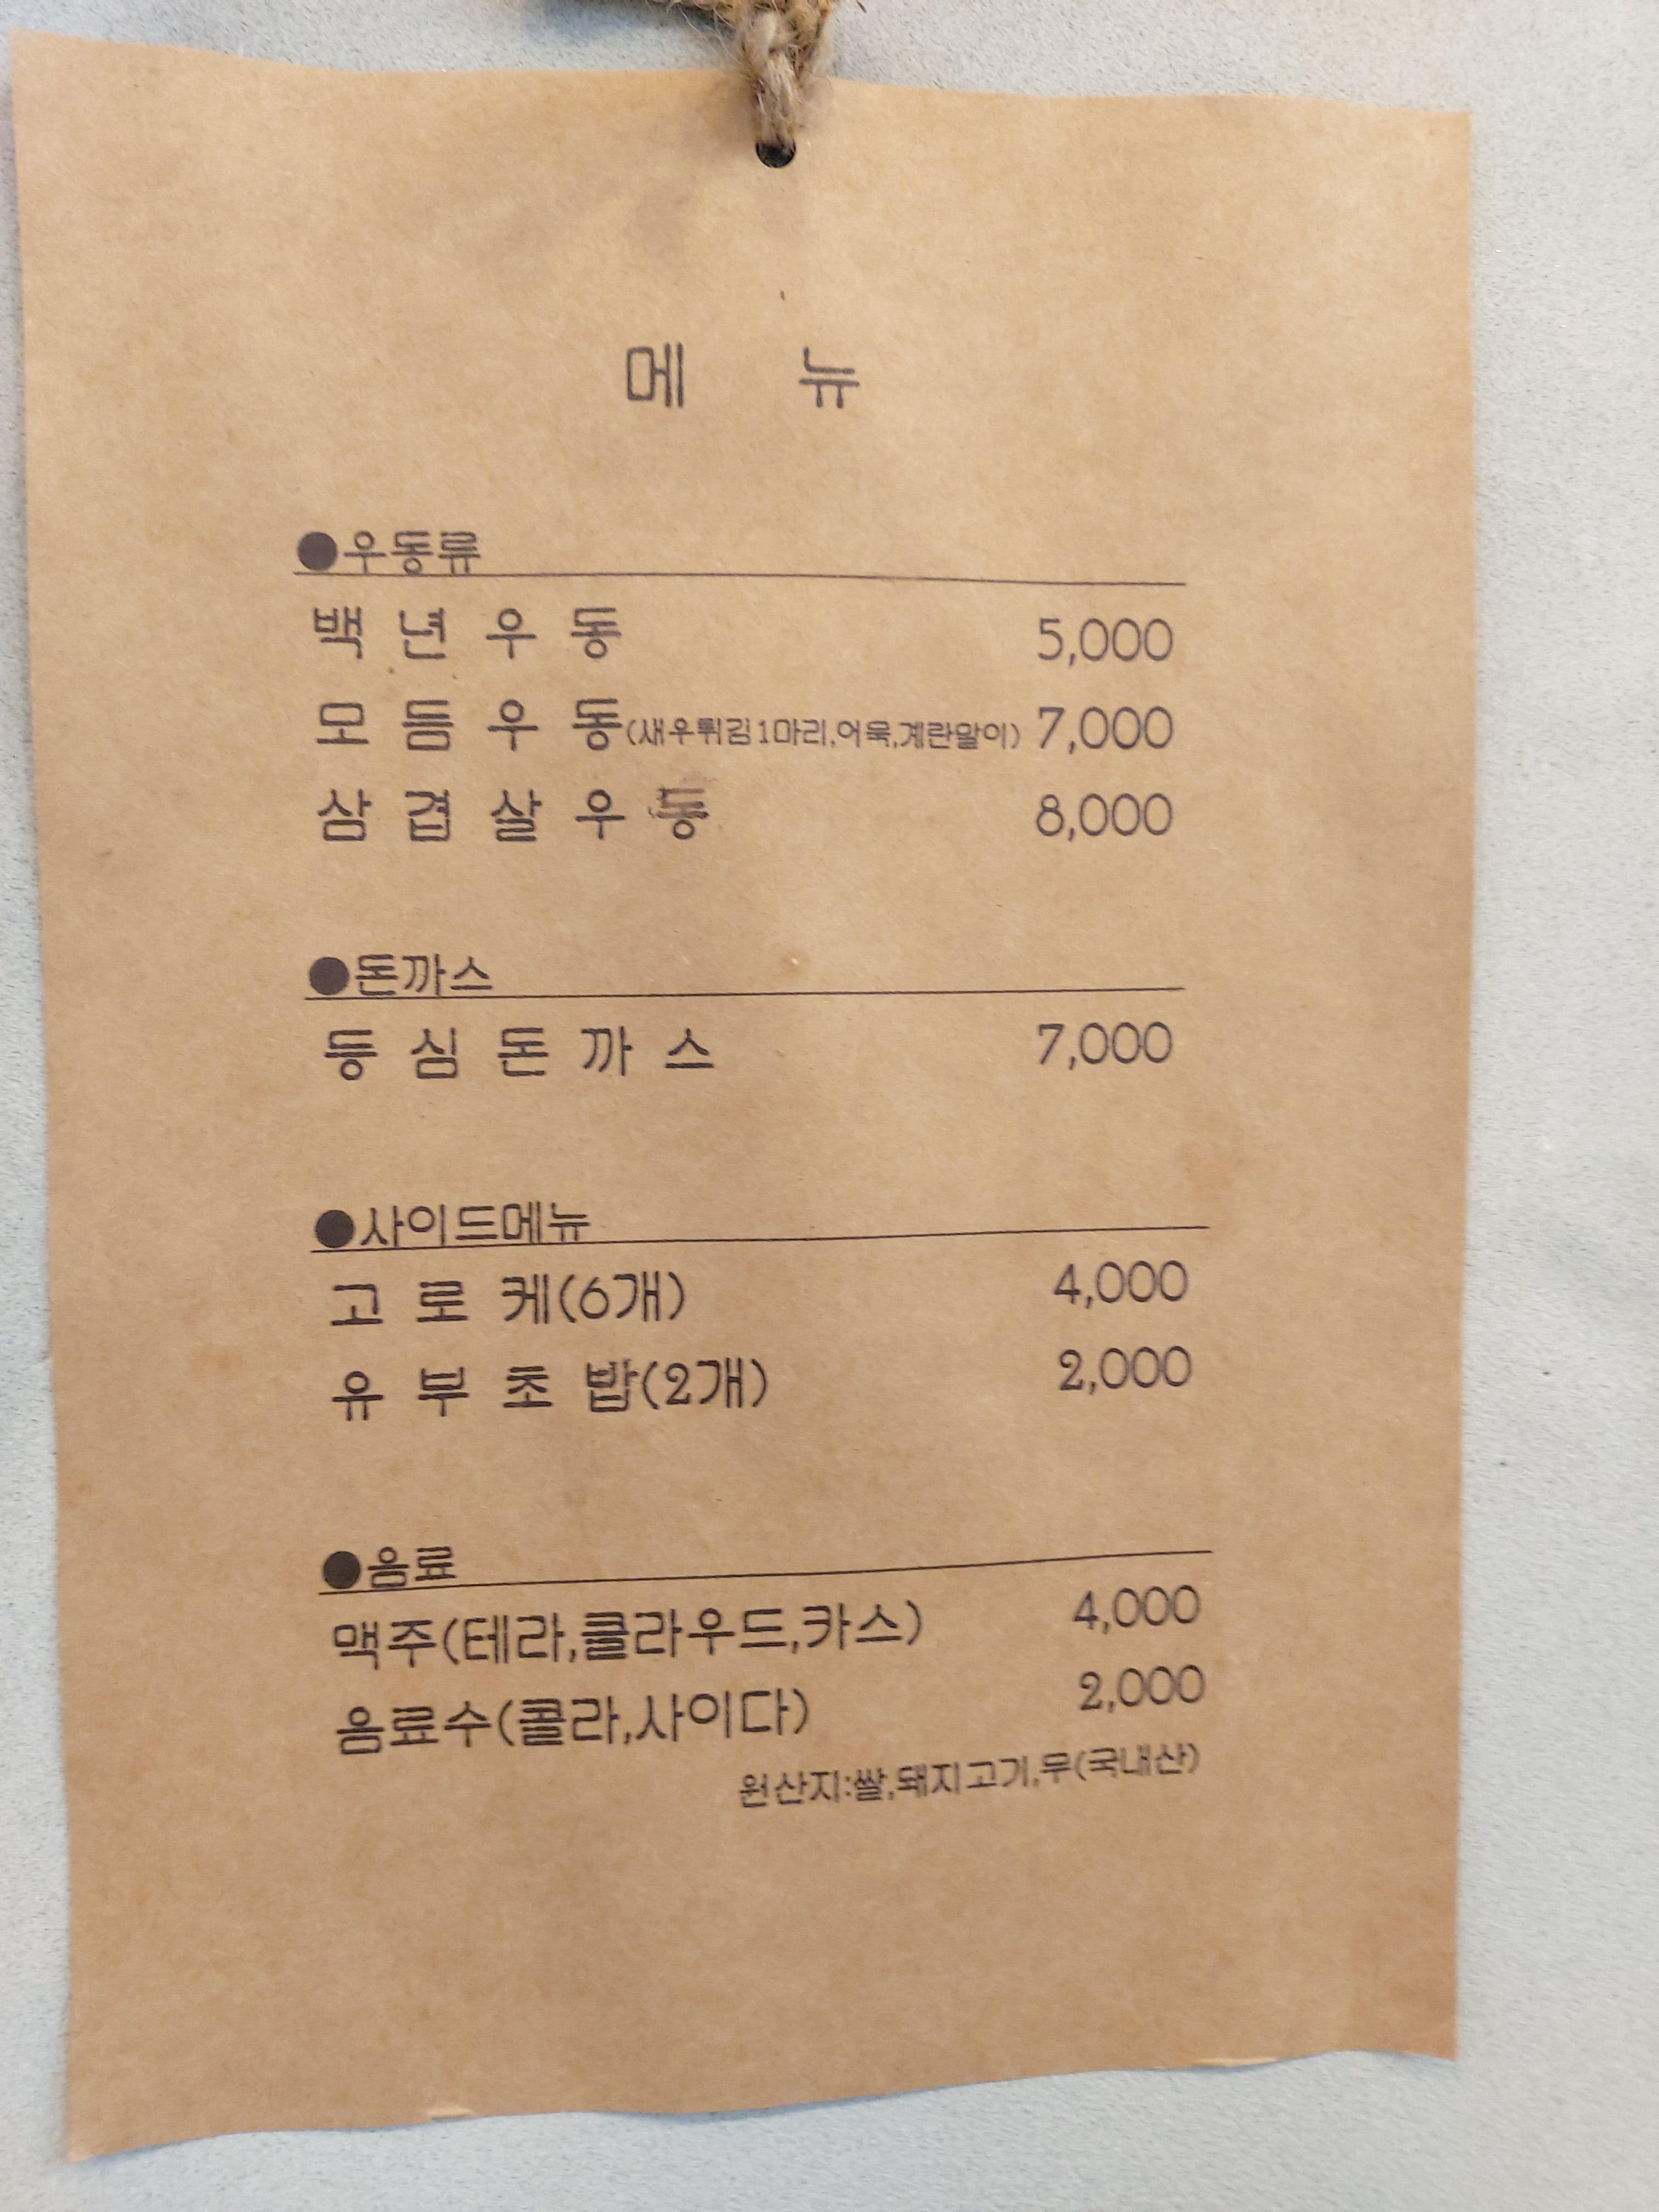 메 뉴
●우동류
백 년 우 동 5,000
모 듬 우 동(새우튀김1마리,어묵,계란말이) 7,000
삼 겹 살 우 동 8,000
●돈까스
등 심 돈 까 스 7,000
●사이드메뉴
고 로 케(6개) 4,000
유 부 초 밥(2개) 2,000
●음료
맥주(테라,클라우드,카스) 4,000
음료수(콜라,사이다) 2,000
원산지:쌀,돼지고기,무(국내산)